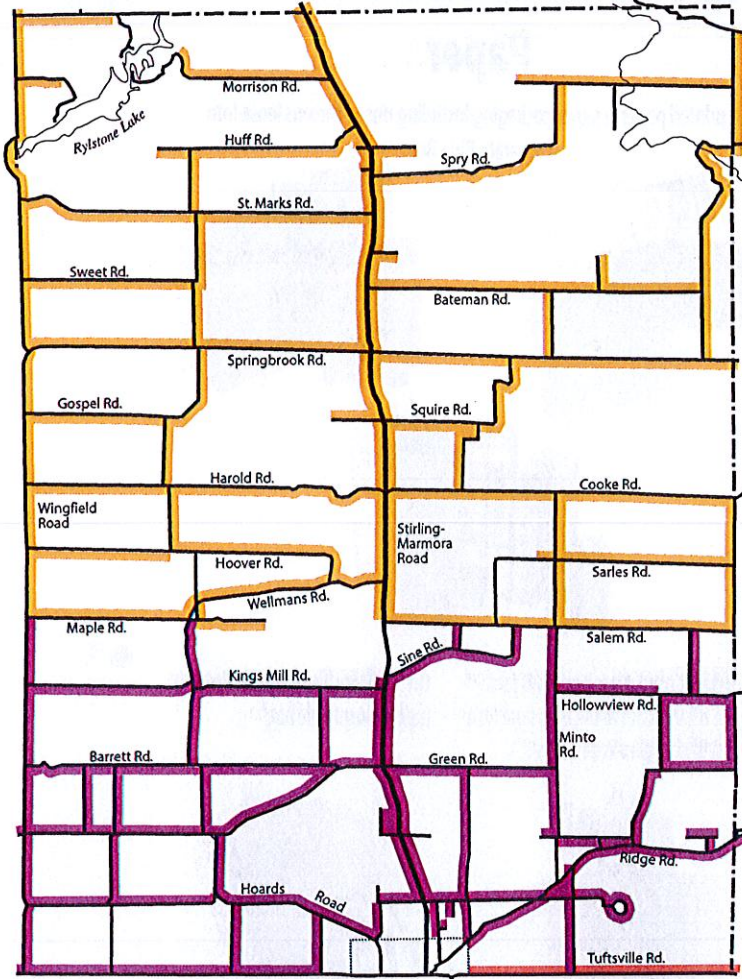 Morrison Rd.
Rylstone Lake
Huff Rd.
Spry Rd.
St. Marks Rd.
Sweet Rd.
Bateman Rd.
Springbrook Rd.
Gospel Rd.
Squire Rd.
Harold Rd.
Cooke Rd.
Wingfield
Road
Stirling-
Marmora
Road
Hoover Rd.
Sarles Rd.
Wellmans Rd.
Maple Rd.
Sine Rd.
Salem Rd.
Kings Mill Rd.
Hollowview Rd.
Minto
Rd.
Barrett Rd.
Green Rd.
Ridge Rd.
Hoards Road
Tuftsville Rd.